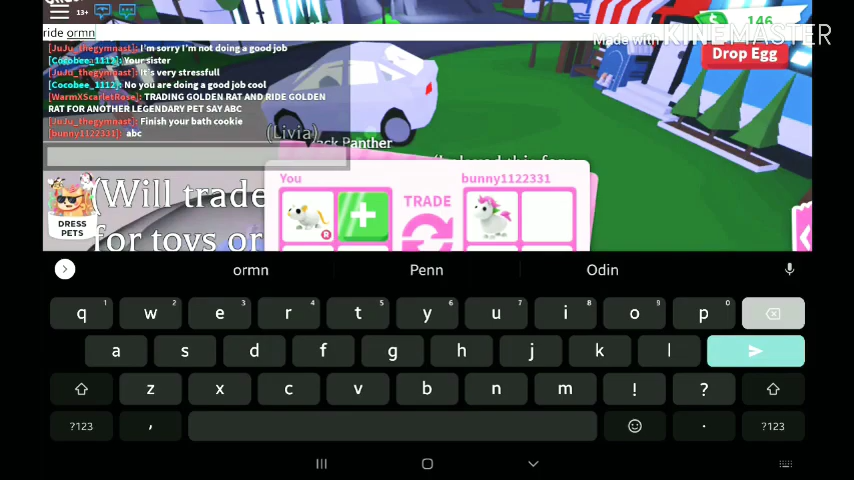 13+
146
Made with KINEMASTER
ride ormn
Drop Egg
[JuJu_thegymnast]: I'm sorry I'm not doing a good job
[Cocobee_1112]: Your sister
[JuJu_thegymnast]: It's very stressfull
[Cocobee_1112]: No you are doing a good job cool
[WarmXScarletRose]: TRADING GOLDEN RAT AND RIDE GOLDEN
RAT FOR ANOTHER LEGENDARY PET SAY ABC
[JuJu_thegymnast]: Finish your bath cookie
[bunny1122331]: abc
(Livia)
ack Panther
(Will trade
for toys or
DRESS
PETS
You
bunny1122331
TRADE
R
ormn Penn Odin
q 1 w 2 e 3 r 4 t 5 y 6 u 7 i 8 o 9 p 0
a s d f g h j k l
z x c v b n m ! ?
?123 , . ?123